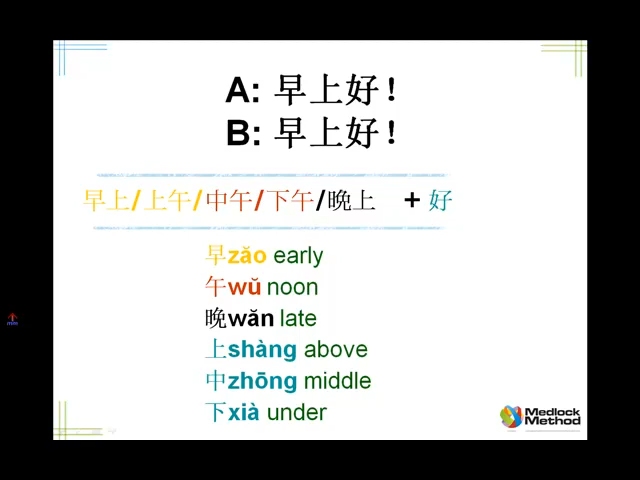 A: 早上好！
B: 早上好！
早上/上午/中午/下午/晚上 + 好
早zǎo early
午wǔ noon
晚wǎn late
上shàng above
中zhōng middle
下xià under
Medlock
Method